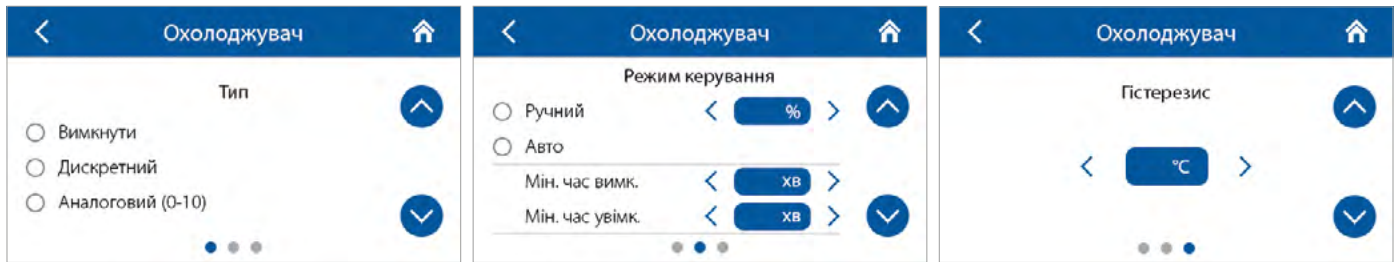 Охолоджувач
Тип
Вимкнути
Дискретний
Аналоговий (0-10)
Охолоджувач
Режим керування
Ручний %
Авто
Мін. час вимк. хв
Мін. час увімк. хв
Охолоджувач
Гістерезис
°C